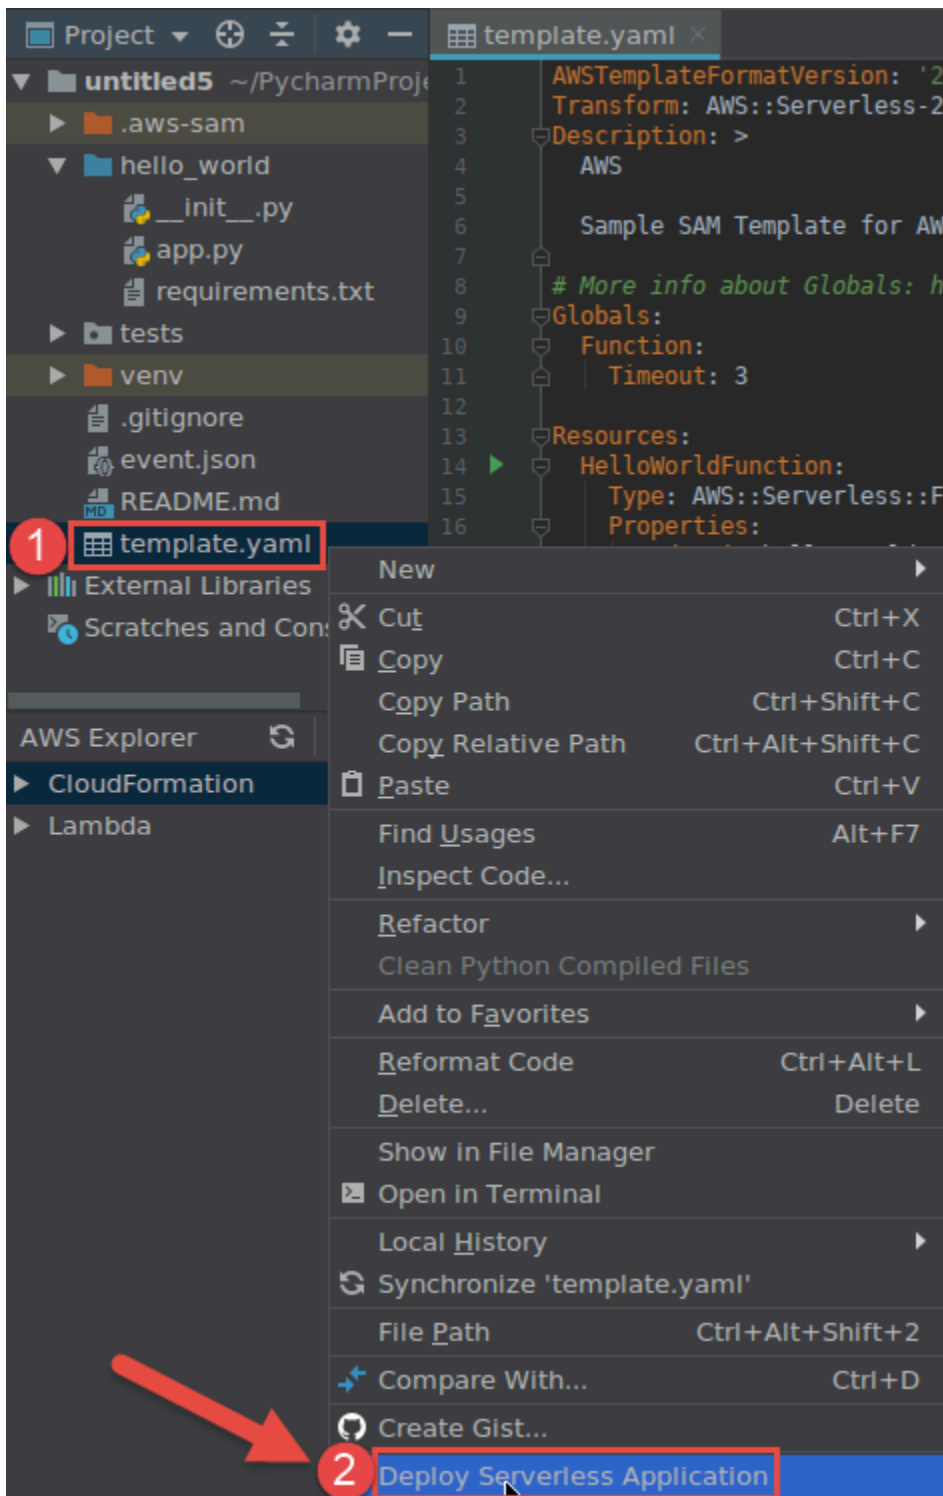 Project
template.yaml
untitled5 ~/PycharmProj
.aws-sam
hello_world
__init__.py
app.py
requirements.txt
tests
venv
.gitignore
event.json
MD README.md
1 template.yaml
External Libraries
Scratches and Con
AWS Explorer
CloudFormation
Lambda
1 AWSTemplateFormatVersion: '2
2 Transform: AWS::Serverless-2
3 Description: >
4 AWS
5
6 Sample SAM Template for AW
7
8 # More info about Globals: h
9 Globals:
10 Function:
11 Timeout: 3
12
13 Resources:
14 HelloWorldFunction:
15 Type: AWS::Serverless::F
16 Properties:
New
Cut Ctrl+X
Copy Ctrl+C
Copy Path Ctrl+Shift+C
Copy Relative Path Ctrl+Alt+Shift+C
Paste Ctrl+V
Find Usages Alt+F7
Inspect Code...
Refactor
Clean Python Compiled Files
Add to Favorites
Reformat Code Ctrl+Alt+L
Delete... Delete
Show in File Manager
Open in Terminal
Local History
Synchronize 'template.yaml'
File Path Ctrl+Alt+Shift+2
Compare With... Ctrl+D
Create Gist...
2 Deploy Serverless Application